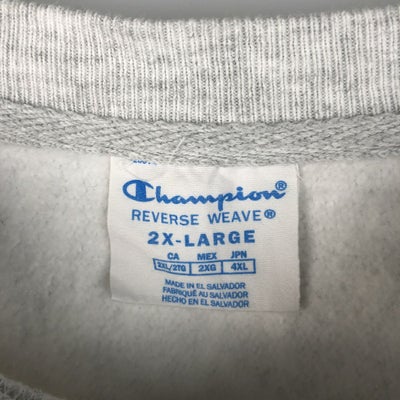 Champion®
REVERSE WEAVE®
2X-LARGE
CA MEX JPN
2XL/2TG 2XG 4XL
MADE IN EL SALVADOR
FABRIQUÉ AU SALVADOR
HECHO EN EL SALVADOR